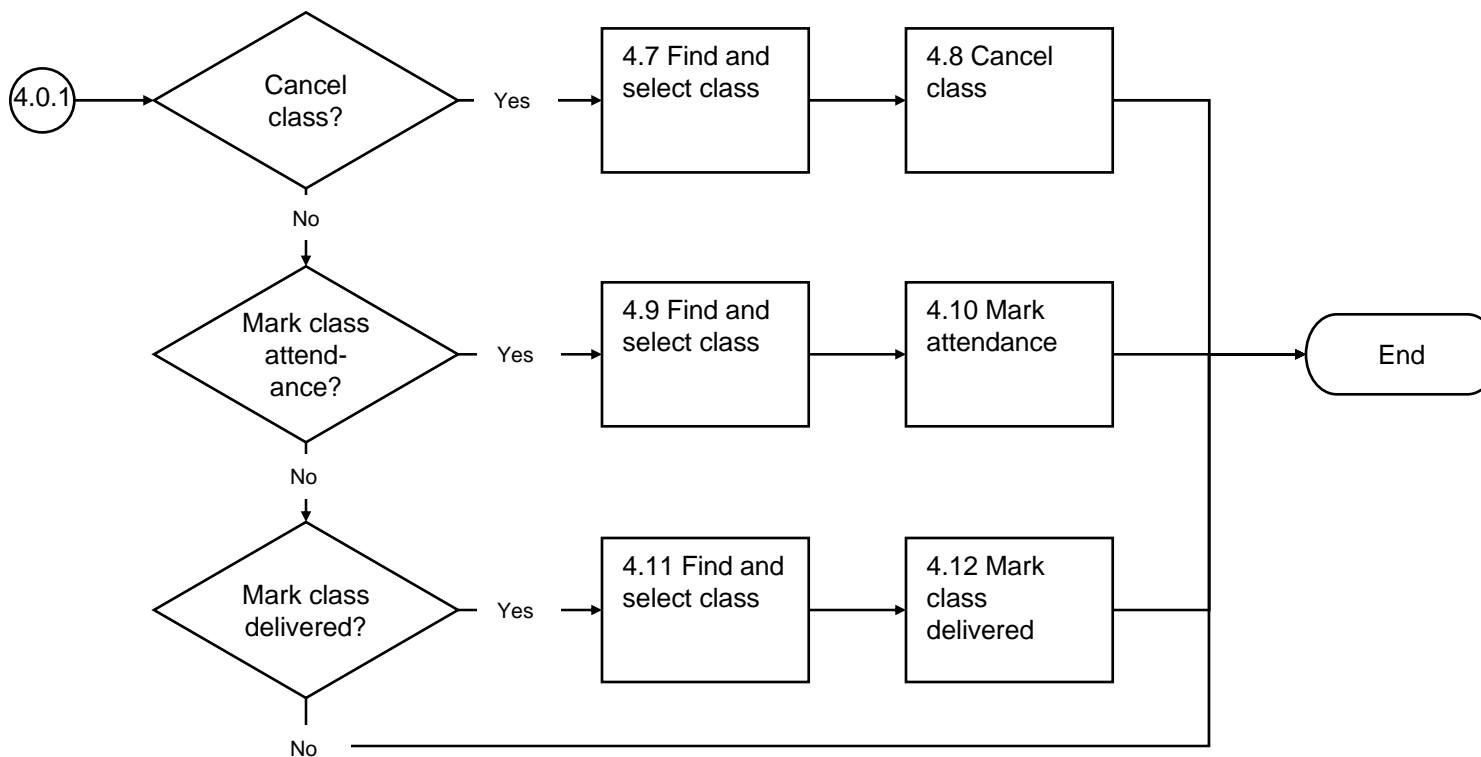 4.0.1
Cancel
class?
Yes
4.7 Find and
select class
4.8 Cancel
class
No
Mark class
attend-
ance?
Yes
4.9 Find and
select class
4.10 Mark
attendance
End
No
Mark class
delivered?
Yes
4.11 Find and
select class
4.12 Mark
class
delivered
No